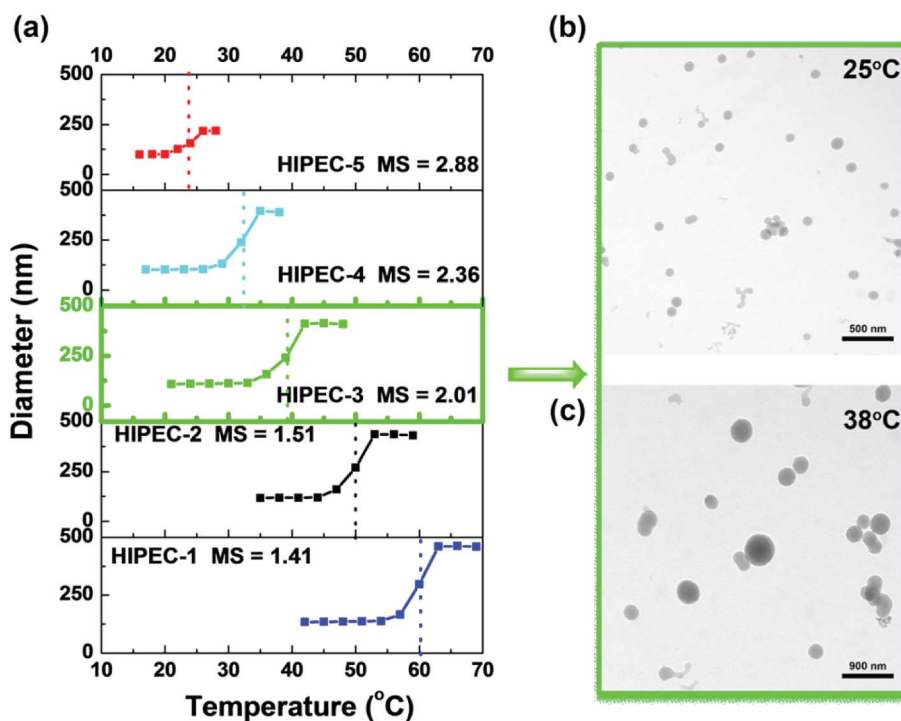 (a)
10 20 30 40 50 60 70
500
250
0
HIPEC-5 MS = 2.88
500
250
0
HIPEC-4 MS = 2.36
500
250
0
HIPEC-3 MS = 2.01
500
250
0
HIPEC-2 MS = 1.51
500
250
0
HIPEC-1 MS = 1.41
10 20 30 40 50 60 70
Diameter (nm)
Temperature (°C)
(b)
25°C
500 nm
(c)
38°C
900 nm